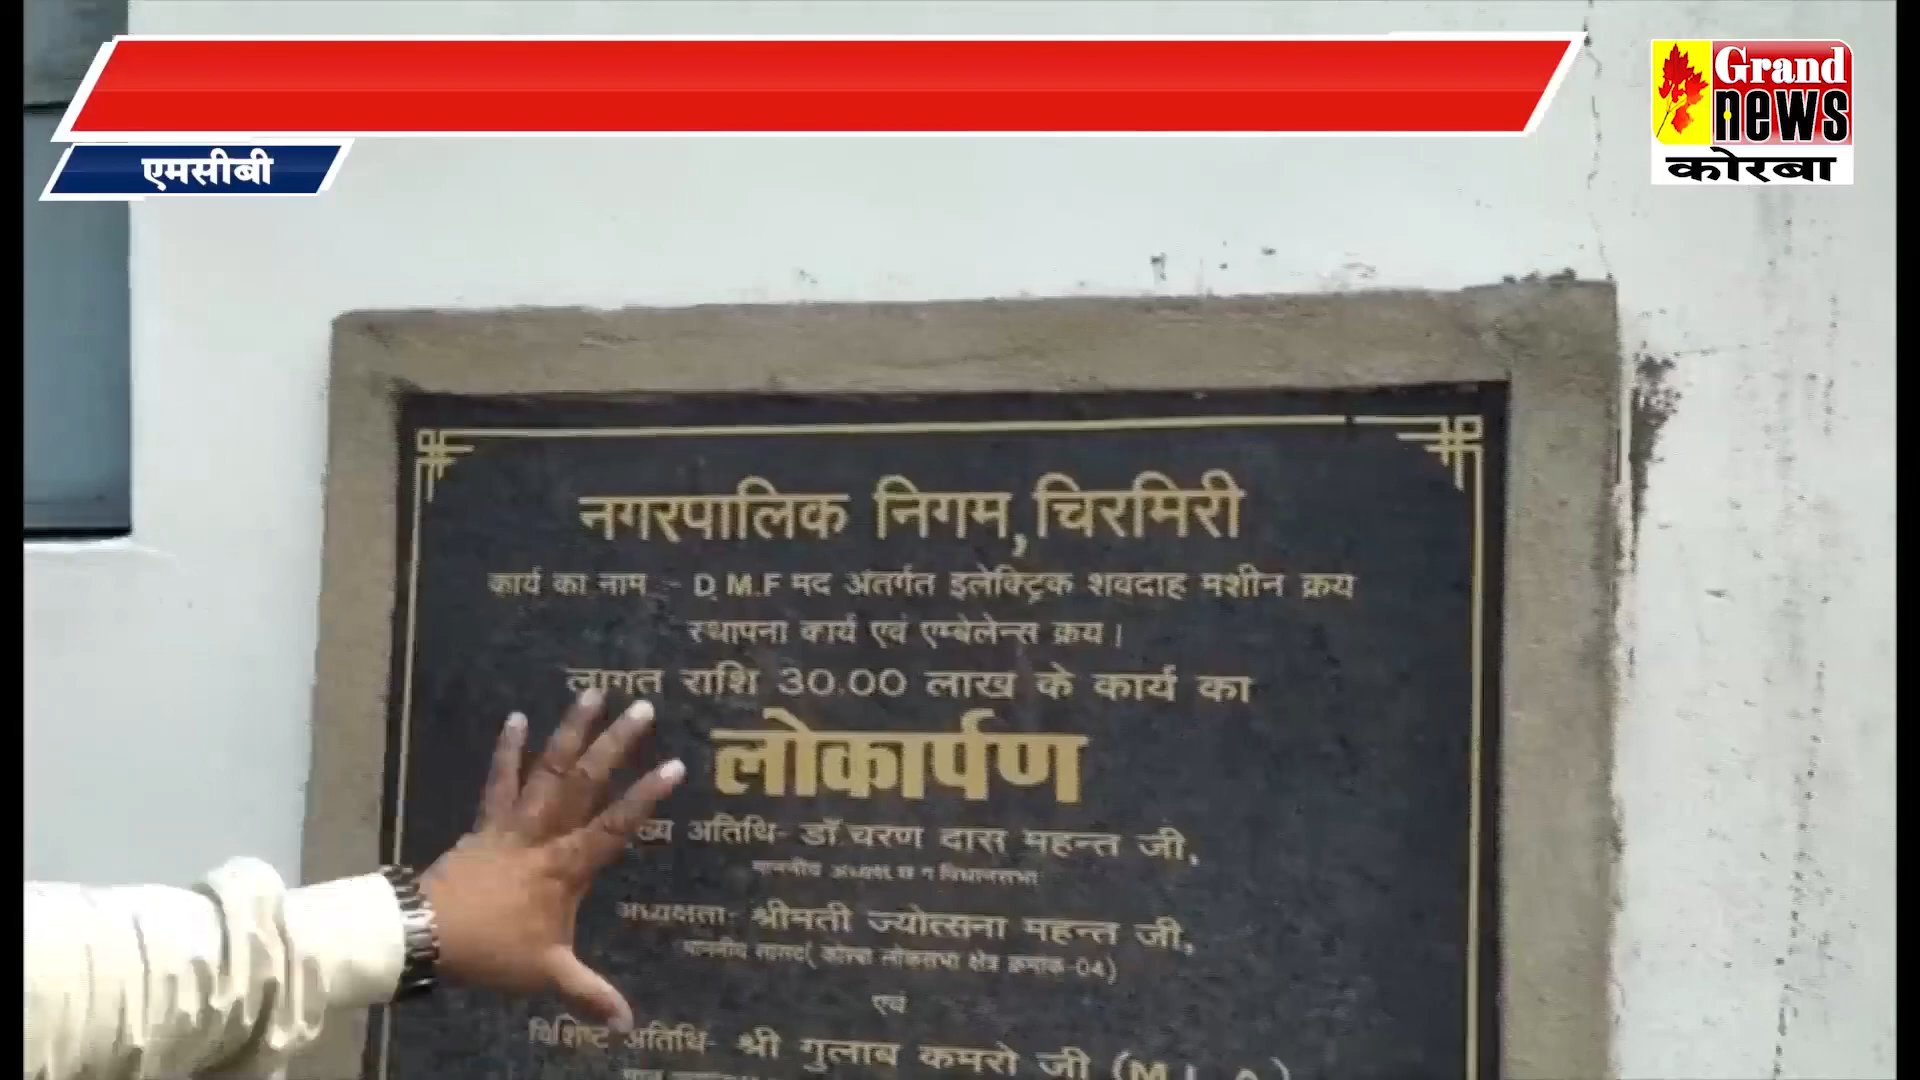 Grand
news
कोरबा
एमसीबी
नगरपालिक निगम, चिरमिरी
कार्य का नाम - D.M.F मद अंतर्गत इलेक्ट्रिक शवदाह मशीन क्रय
स्थापना कार्य एवं एम्बेलेन्स क्रय।
लागत राशि 30.00 लाख के कार्य का
लोकार्पण
अतिथि- डॉ.चरण दास महन्त जी,
माननीय अध्यक्ष छ ग विधानसभा
अध्यक्षता- श्रीमती ज्योत्सना महन्त जी,
माननीय सांसद( कोरबा लोकसभा क्षेत्र क्रमांक-04)
एवं
विशिष्ट अतिथि- श्री गुलाब कमरो जी (M.L.A.)